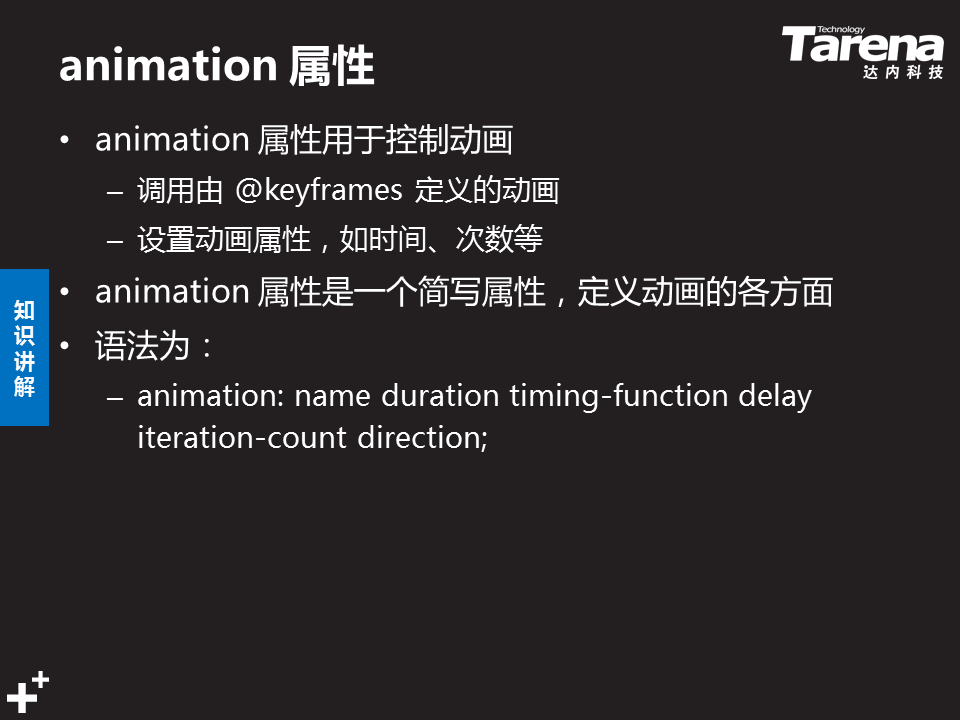 animation 属性
Technology
Tarena
达内科技
• animation 属性用于控制动画
– 调用由 @keyframes 定义的动画
– 设置动画属性，如时间、次数等
• animation 属性是一个简写属性，定义动画的各方面
• 语法为：
– animation: name duration timing-function delay
iteration-count direction;
知
识
讲
解